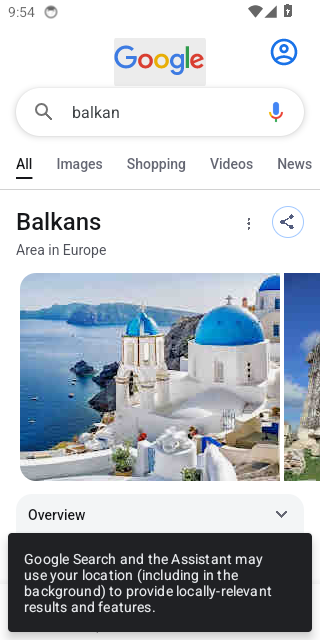 9:54
Google
balkan
All Images Shopping Videos News
Balkans
Area in Europe
Overview
Google Search and the Assistant may
use your location (including in the
background) to provide locally-relevant
results and features.